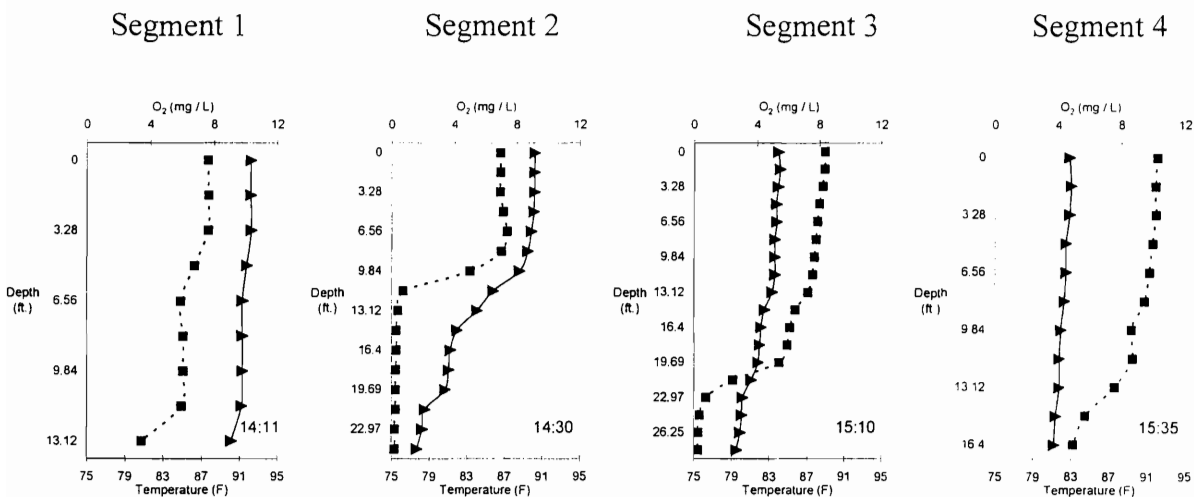 Segment 1
O₂ (mg / L)
0 4 8 12
0
3.28
Depth
(ft.)
6.56
9.84
13.12
14:11
75 79 83 87 91 95
Temperature (F)
Segment 2
O₂ (mg / L)
0 4 8 12
0
3.28
6.56
9.84
Depth
(ft.)
13.12
16.4
19.69
22.97
14:30
75 79 83 87 91 95
Temperature (F)
Segment 3
O₂ (mg / L)
0 4 8 12
0
3.28
6.56
9.84
Depth
(ft.)
13.12
16.4
19.69
22.97
26.25
15:10
75 79 83 87 91 95
Temperature (F)
Segment 4
O₂ (mg / L)
0 4 8 12
0
3 28
6 56
Depth
(ft )
9 84
13 12
16 4
15:35
75 79 83 87 91 95
Temperature (F)